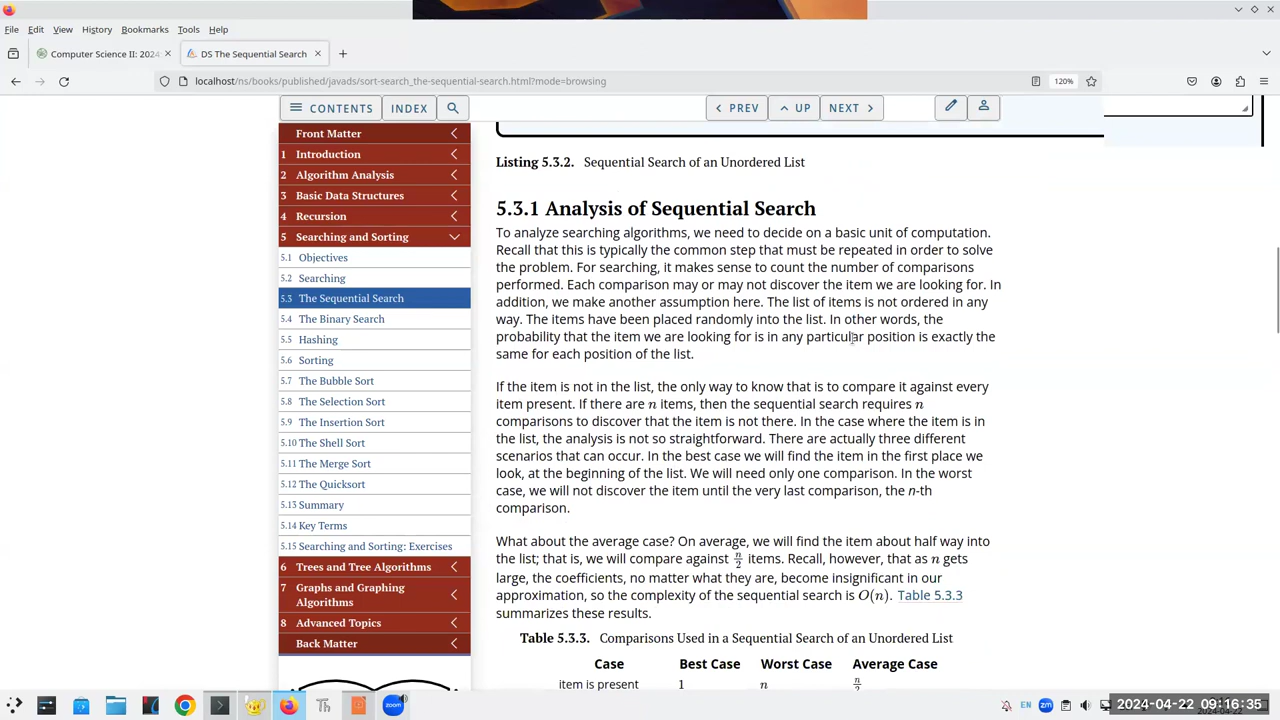 File Edit View History Bookmarks Tools Help
Computer Science II: 2024:
DS The Sequential Search
localhost/ns/books/published/javads/sort-search_the-sequential-search.html?mode=browsing
120%
CONTENTS INDEX PREV UP NEXT
Front Matter
1 Introduction
2 Algorithm Analysis
3 Basic Data Structures
4 Recursion
5 Searching and Sorting
5.1 Objectives
5.2 Searching
5.3 The Sequential Search
5.4 The Binary Search
5.5 Hashing
5.6 Sorting
5.7 The Bubble Sort
5.8 The Selection Sort
5.9 The Insertion Sort
5.10 The Shell Sort
5.11 The Merge Sort
5.12 The Quicksort
5.13 Summary
5.14 Key Terms
5.15 Searching and Sorting: Exercises
6 Trees and Tree Algorithms
7 Graphs and Graphing
Algorithms
8 Advanced Topics
Back Matter
Listing 5.3.2. Sequential Search of an Unordered List
5.3.1 Analysis of Sequential Search
To analyze searching algorithms, we need to decide on a basic unit of computation.
Recall that this is typically the common step that must be repeated in order to solve
the problem. For searching, it makes sense to count the number of comparisons
performed. Each comparison may or may not discover the item we are looking for. In
addition, we make another assumption here. The list of items is not ordered in any
way. The items have been placed randomly into the list. In other words, the
probability that the item we are looking for is in any particular position is exactly the
same for each position of the list.
If the item is not in the list, the only way to know that is to compare it against every
item present. If there are n items, then the sequential search requires n
comparisons to discover that the item is not there. In the case where the item is in
the list, the analysis is not so straightforward. There are actually three different
scenarios that can occur. In the best case we will find the item in the first place we
look, at the beginning of the list. We will need only one comparison. In the worst
case, we will not discover the item until the very last comparison, the n-th
comparison.
What about the average case? On average, we will find the item about half way into
the list; that is, we will compare against n/2 items. Recall, however, that as n gets
large, the coefficients, no matter what they are, become insignificant in our
approximation, so the complexity of the sequential search is O(n). Table 5.3.3
summarizes these results.
Table 5.3.3. Comparisons Used in a Sequential Search of an Unordered List
Case Best Case Worst Case Average Case
item is present 1 n n/2
Th zoom EN zm
2024-04-22 09:16:35